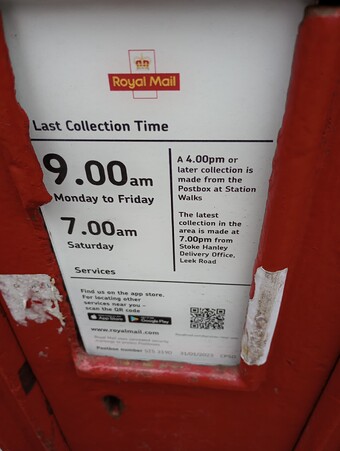 Royal Mail
Last Collection Time
9.00am
Monday to Friday
7.00am
Saturday
A 4.00pm or
later collection is
made from the
Postbox at Station
Walks
The latest
collection in the
area is made at
7.00pm from
Stoke Hanley
Delivery Office,
Leek Road
Services
Find us on the app store.
For locating other
services near you –
scan the QR code
App Store
Google Play
www.royalmail.com
Postbox number